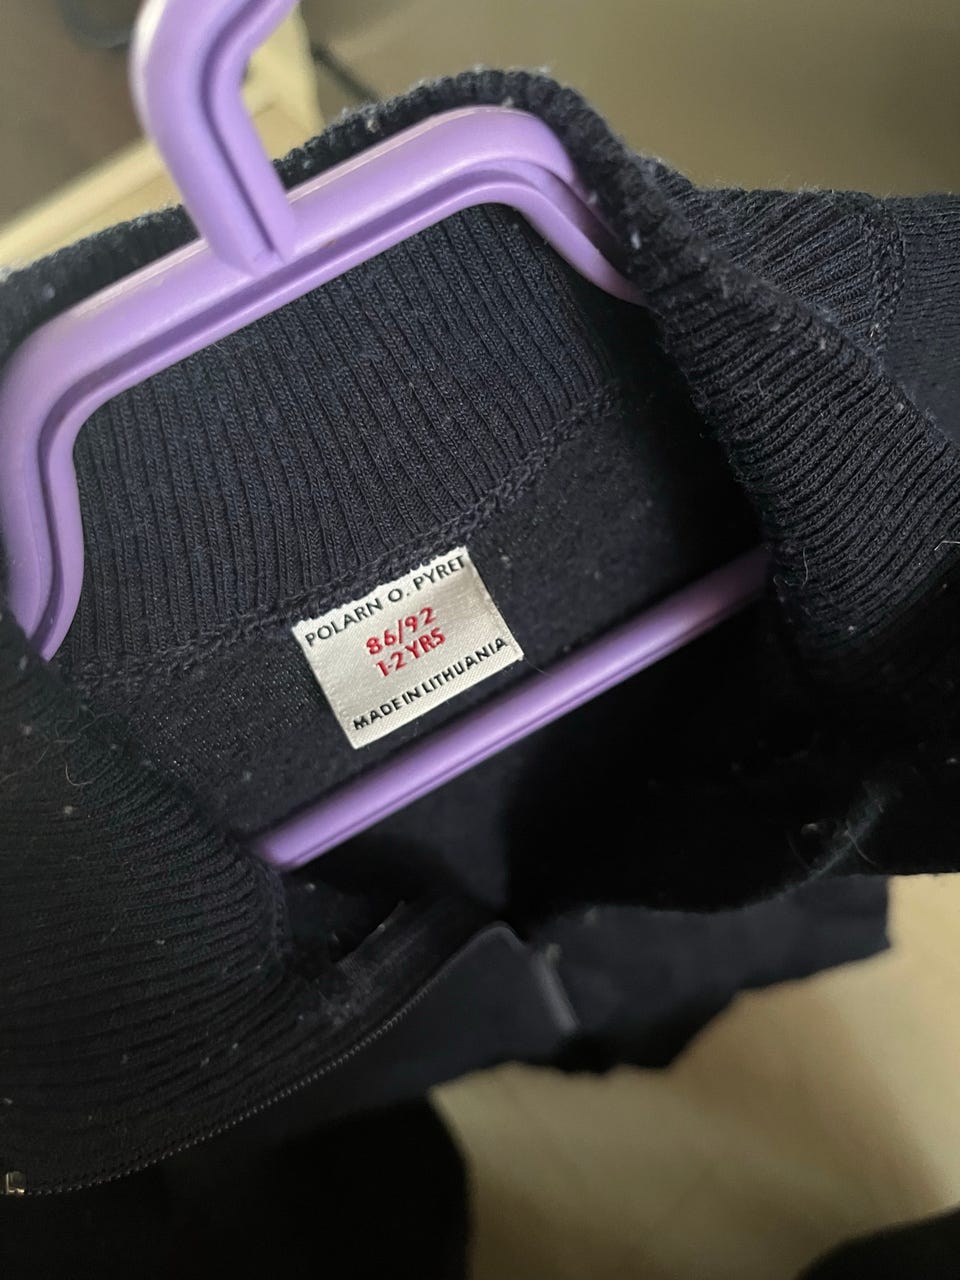 POLARN O. PYRET
86/92
1-2 YRS
MADE IN LITHUANIA